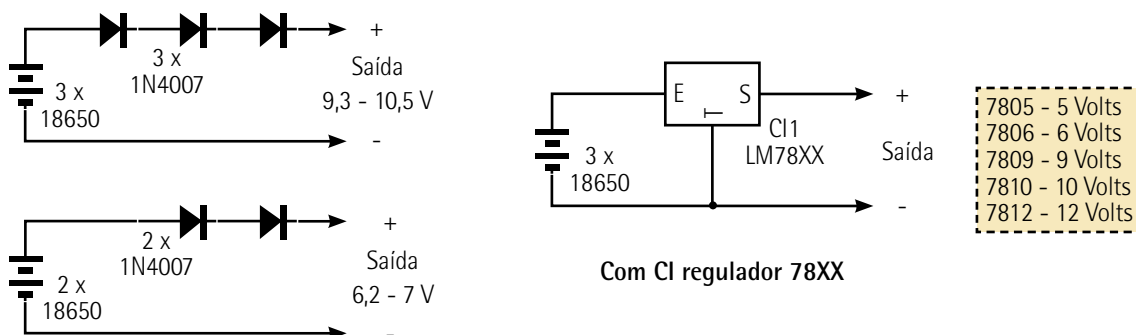 +
3 x
1N4007
Saída
9,3 - 10,5 V
3 x
18650
-
+
2 x
1N4007
Saída
6,2 - 7 V
2 x
18650
-
E S
T
CI1
LM78XX
3 x
18650
+
Saída
-
Com CI regulador 78XX
7805 - 5 Volts
7806 - 6 Volts
7809 - 9 Volts
7810 - 10 Volts
7812 - 12 Volts